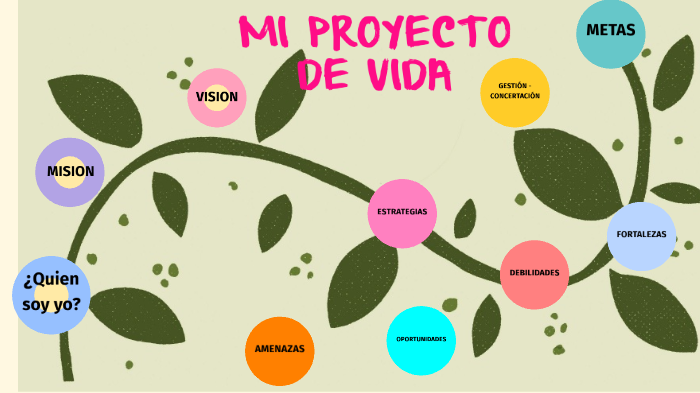 MI PROYECTO
DE VIDA
METAS
GESTIÓN -
CONCERTACIÓN
VISION
MISION
ESTRATEGIAS
FORTALEZAS
DEBILIDADES
¿Quien
soy yo?
OPORTUNIDADES
AMENAZAS